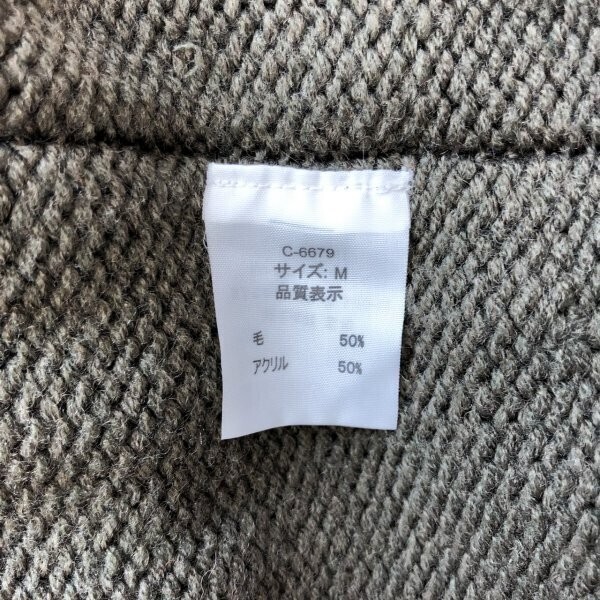 C-6679
サイズ: M
品質表示
毛 50%
アクリル 50%